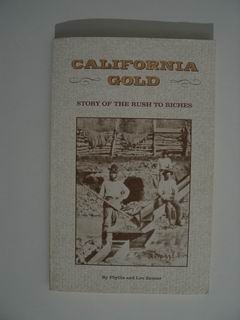 CALIFORNIA
GOLD
STORY OF THE RUSH TO RICHES
By Phyllis and Lou Zauner